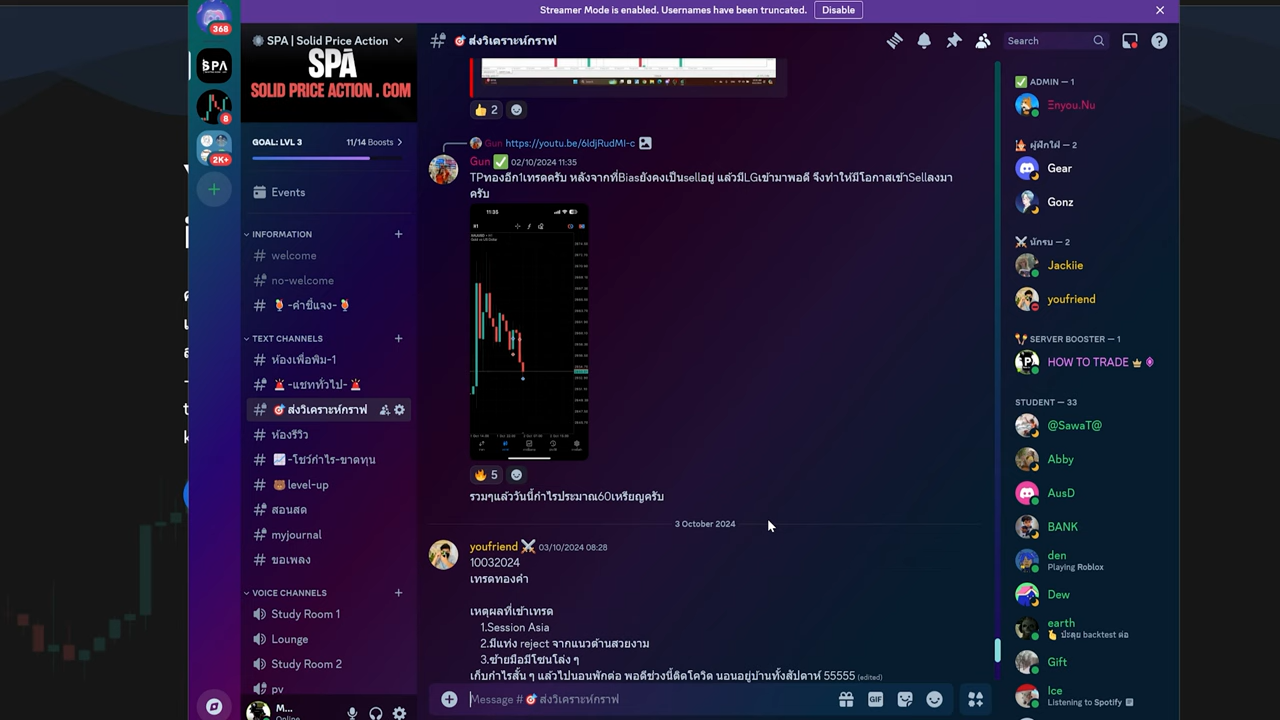 Streamer Mode is enabled. Usernames have been truncated.
Disable
368
SPA
8
2K+
SPA | Solid Price Action
SPA
SOLID PRICE ACTION . COM
GOAL: LVL 3
11/14 Boosts
Events
INFORMATION
welcome
no-welcome
-คำชี้แจง-
TEXT CHANNELS
ห้องเพื่อพิม-1
-แชททั่วไป-
ส่งวิเคราะห์กราฟ
ห้องรีวิว
-โชว์กำไร-ขาดทุน
level-up
สอนสด
myjournal
ขอเพลง
VOICE CHANNELS
Study Room 1
Lounge
Study Room 2
pv
M...
Online
ส่งวิเคราะห์กราฟ
Search
2
Gun https://youtu.be/6ldjRudMI-c
Gun 02/10/2024 11:35
TPทองอีก1เทรดครับ หลังจากที่Biasยังคงเป็นsellอยู่ แล้วมีLGเข้ามาพอดี จึงทำให้มีโอกาสเข้าSellลงมา
ครับ
11:35
5
รวมๆแล้ววันนี้กำไรประมาณ60เหรียญครับ
3 October 2024
youfriend 03/10/2024 08:28
10032024
เทรดทองคำ
เหตุผลที่เข้าเทรด
1.Session Asia
2.มีแท่ง reject จากแนวต้านสวยงาม
3.ซ้ายมือมีโซนโล่ง ๆ
เก็บกำไรสั้น ๆ แล้วไปนอนพักต่อ พอดีช่วงนี้ติดโควิด นอนอยู่บ้านทั้งสัปดาห์ 55555 (edited)
Message # ส่งวิเคราะห์กราฟ
GIF
ADMIN — 1
Ξnyou.Nu
ผู้ฝึกใฝ่ — 2
Gear
Gonz
นักรบ — 2
Jackiie
youfriend
SERVER BOOSTER — 1
HOW TO TRADE
STUDENT — 33
@SawaT@
Abby
AusD
BANK
den
Playing Roblox
Dew
earth
ปะตุย backtest ต่อ
Gift
Ice
Listening to Spotify